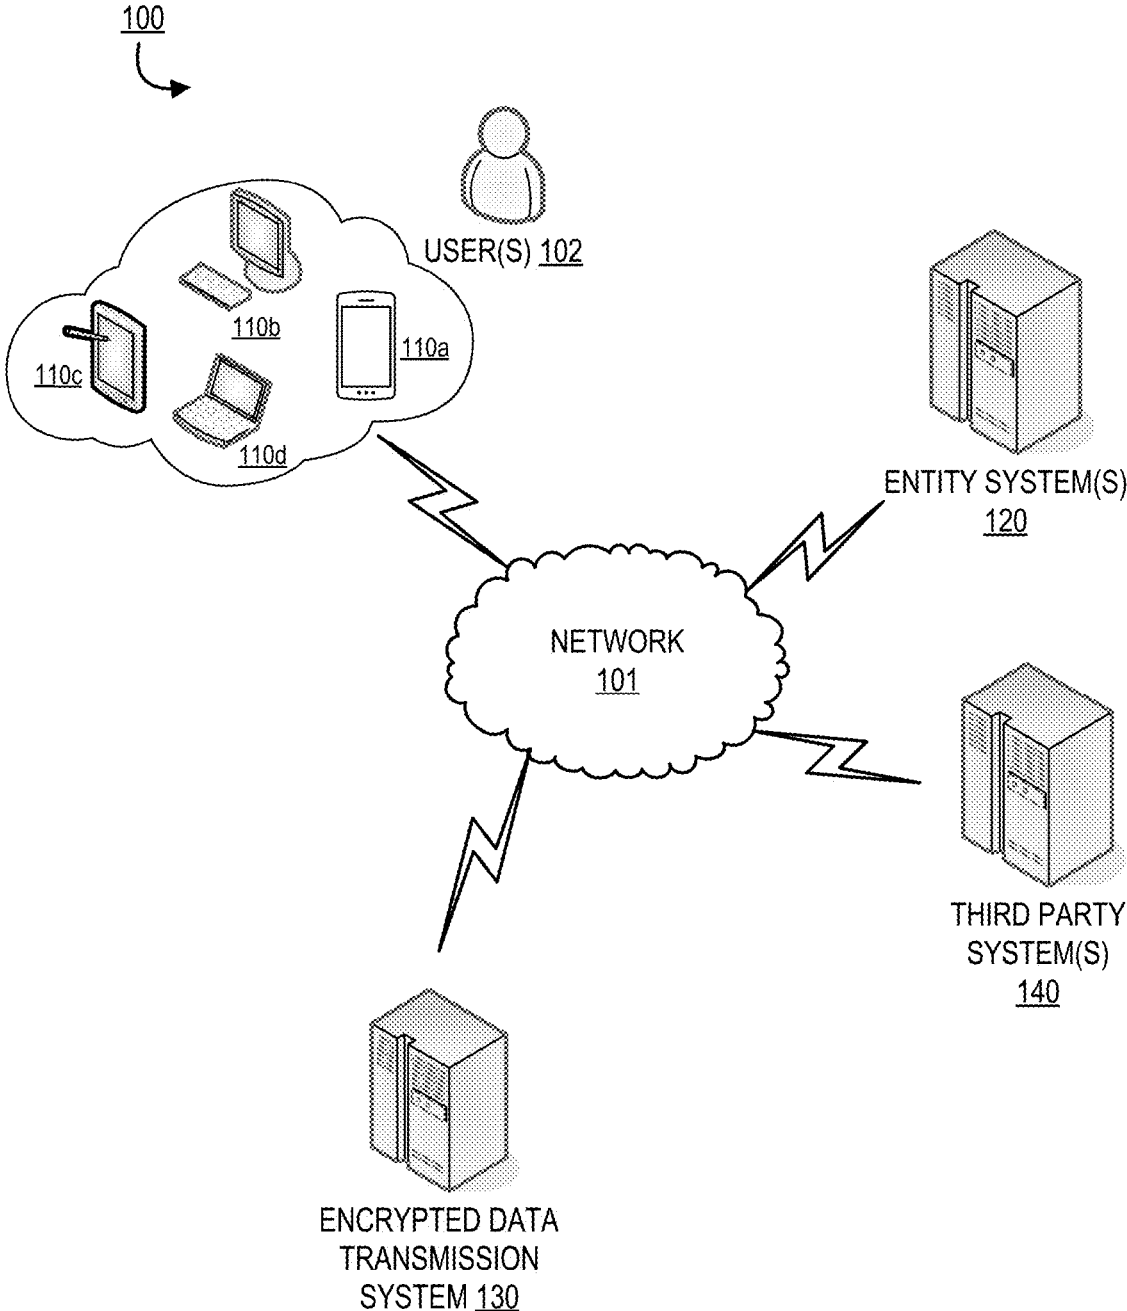 100
USER(S) 102
110b
110a
110c
110d
ENTITY SYSTEM(S)
120
NETWORK
101
THIRD PARTY
SYSTEM(S)
140
ENCRYPTED DATA
TRANSMISSION
SYSTEM 130